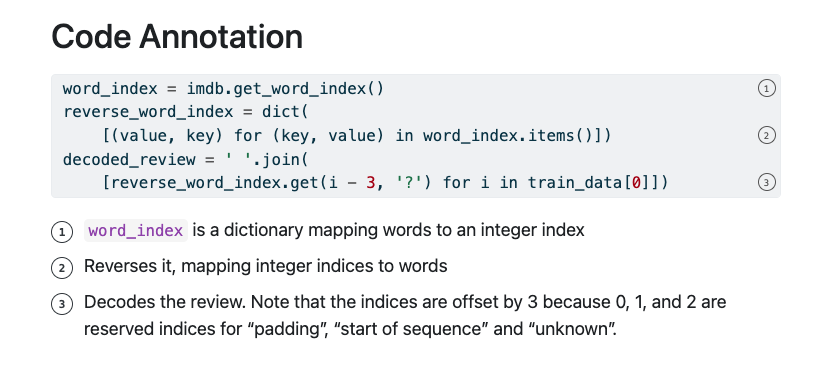 Code Annotation
word_index = imdb.get_word_index() 1
reverse_word_index = dict(
    [(value, key) for (key, value) in word_index.items()]) 2
decoded_review = ' '.join(
    [reverse_word_index.get(i - 3, '?') for i in train_data[0]]) 3
1 word_index is a dictionary mapping words to an integer index
2 Reverses it, mapping integer indices to words
3 Decodes the review. Note that the indices are offset by 3 because 0, 1, and 2 are
reserved indices for “padding”, “start of sequence” and “unknown”.